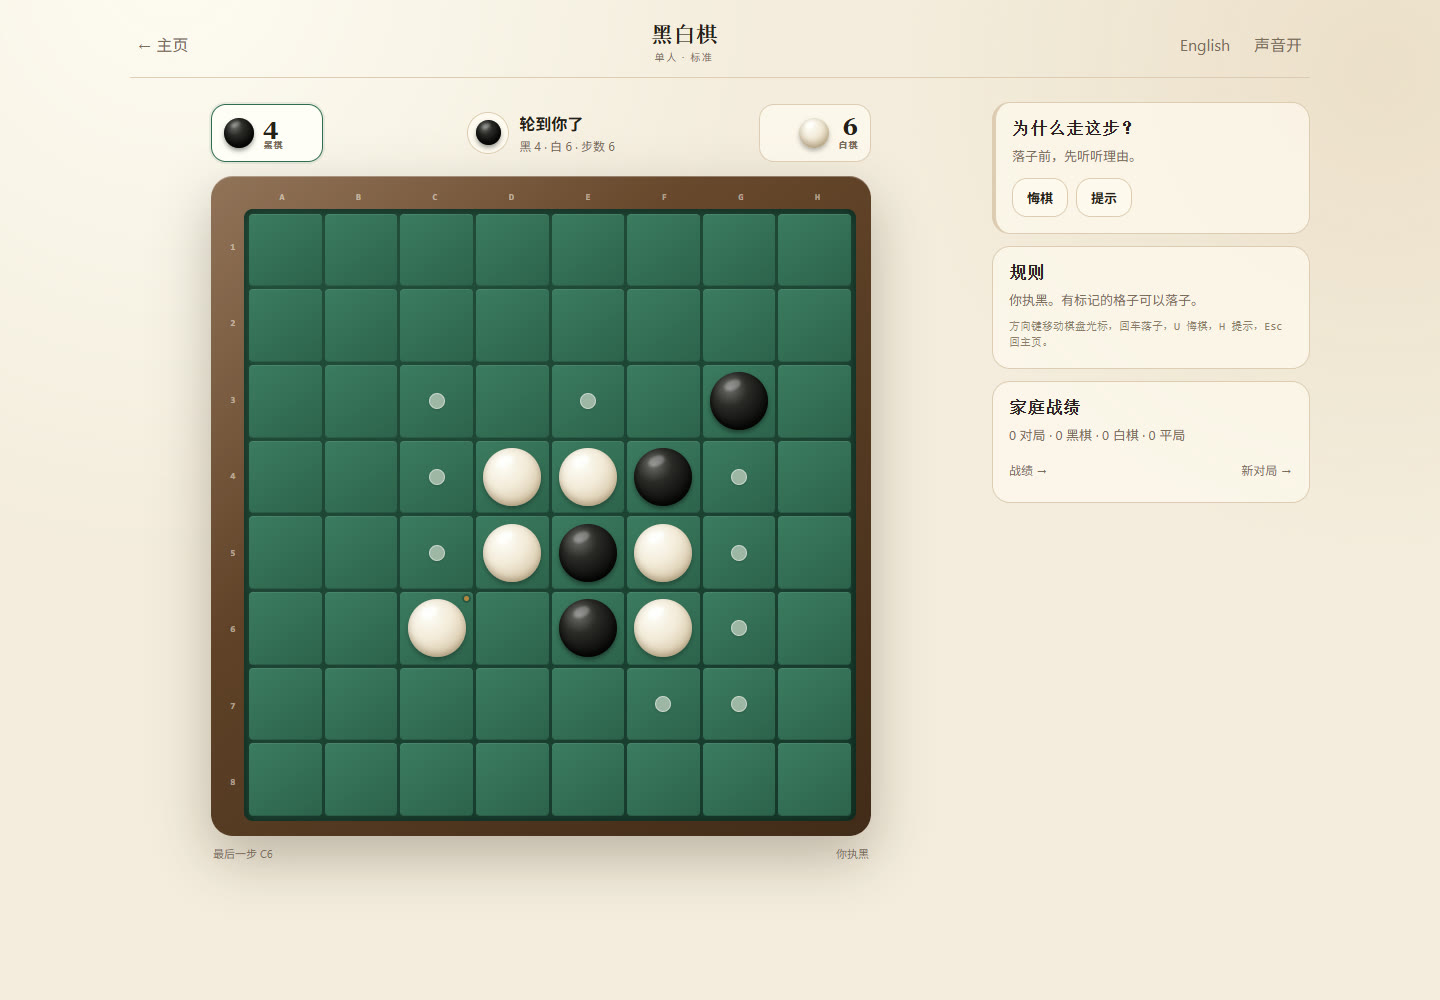 ← 主页
黑白棋
单人 · 标准
English
声音开
4
黑棋
轮到你了
黑 4 · 白 6 · 步数 6
6
白棋
A B C D E F G H
1
2
3
4
5
6
7
8
最后一步 C6
你执黑
为什么走这步？
落子前，先听听理由。
悔棋
提示
规则
你执黑。有标记的格子可以落子。
方向键移动棋盘光标，回车落子，U 悔棋，H 提示，Esc
回主页。
家庭战绩
0 对局 · 0 黑棋 · 0 白棋 · 0 平局
战绩 →
新对局 →